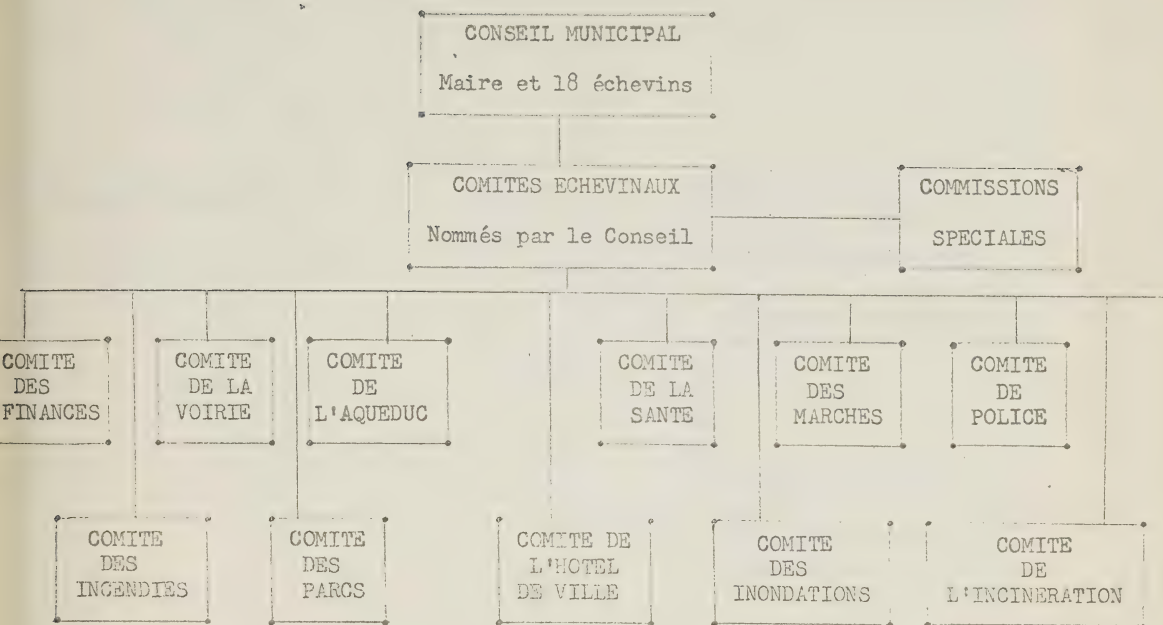 CONSEIL MUNICIPAL
Maire et 18 échevins
COMITES ECHEVINAUX
Nommés par le Conseil
COMMISSIONS
SPECIALES
COMITE
DES
FINANCES
COMITE
DE LA
VOIRIE
COMITE
DE
L'AQUEDUC
COMITE
DE LA
SANTE
COMITE
DES
MARCHES
COMITE
DE
POLICE
COMITE
DES
INCENDIES
COMITE
DES
PARCS
COMITE DE
L'HOTEL
DE VILLE
COMITE
DES
INONDATIONS
COMITE
DE
L'INCINERATION